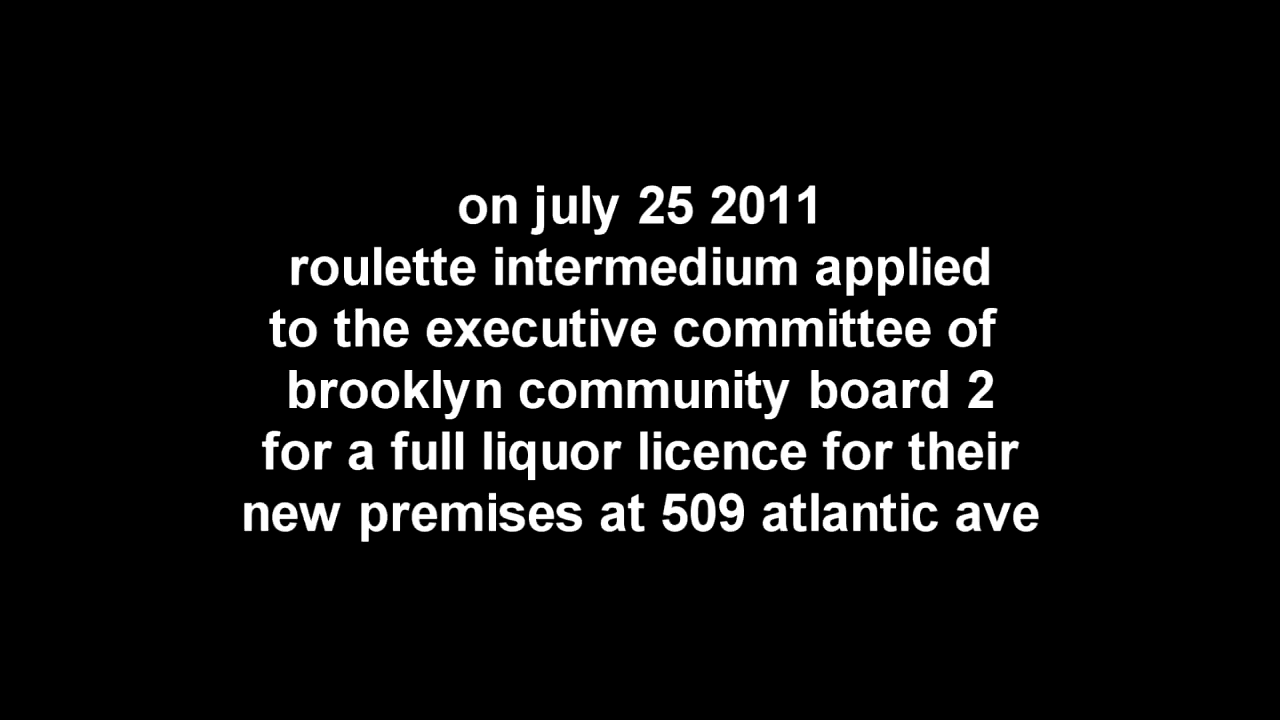 on july 25 2011
roulette intermedium applied
to the executive committee of
brooklyn community board 2
for a full liquor licence for their
new premises at 509 atlantic ave